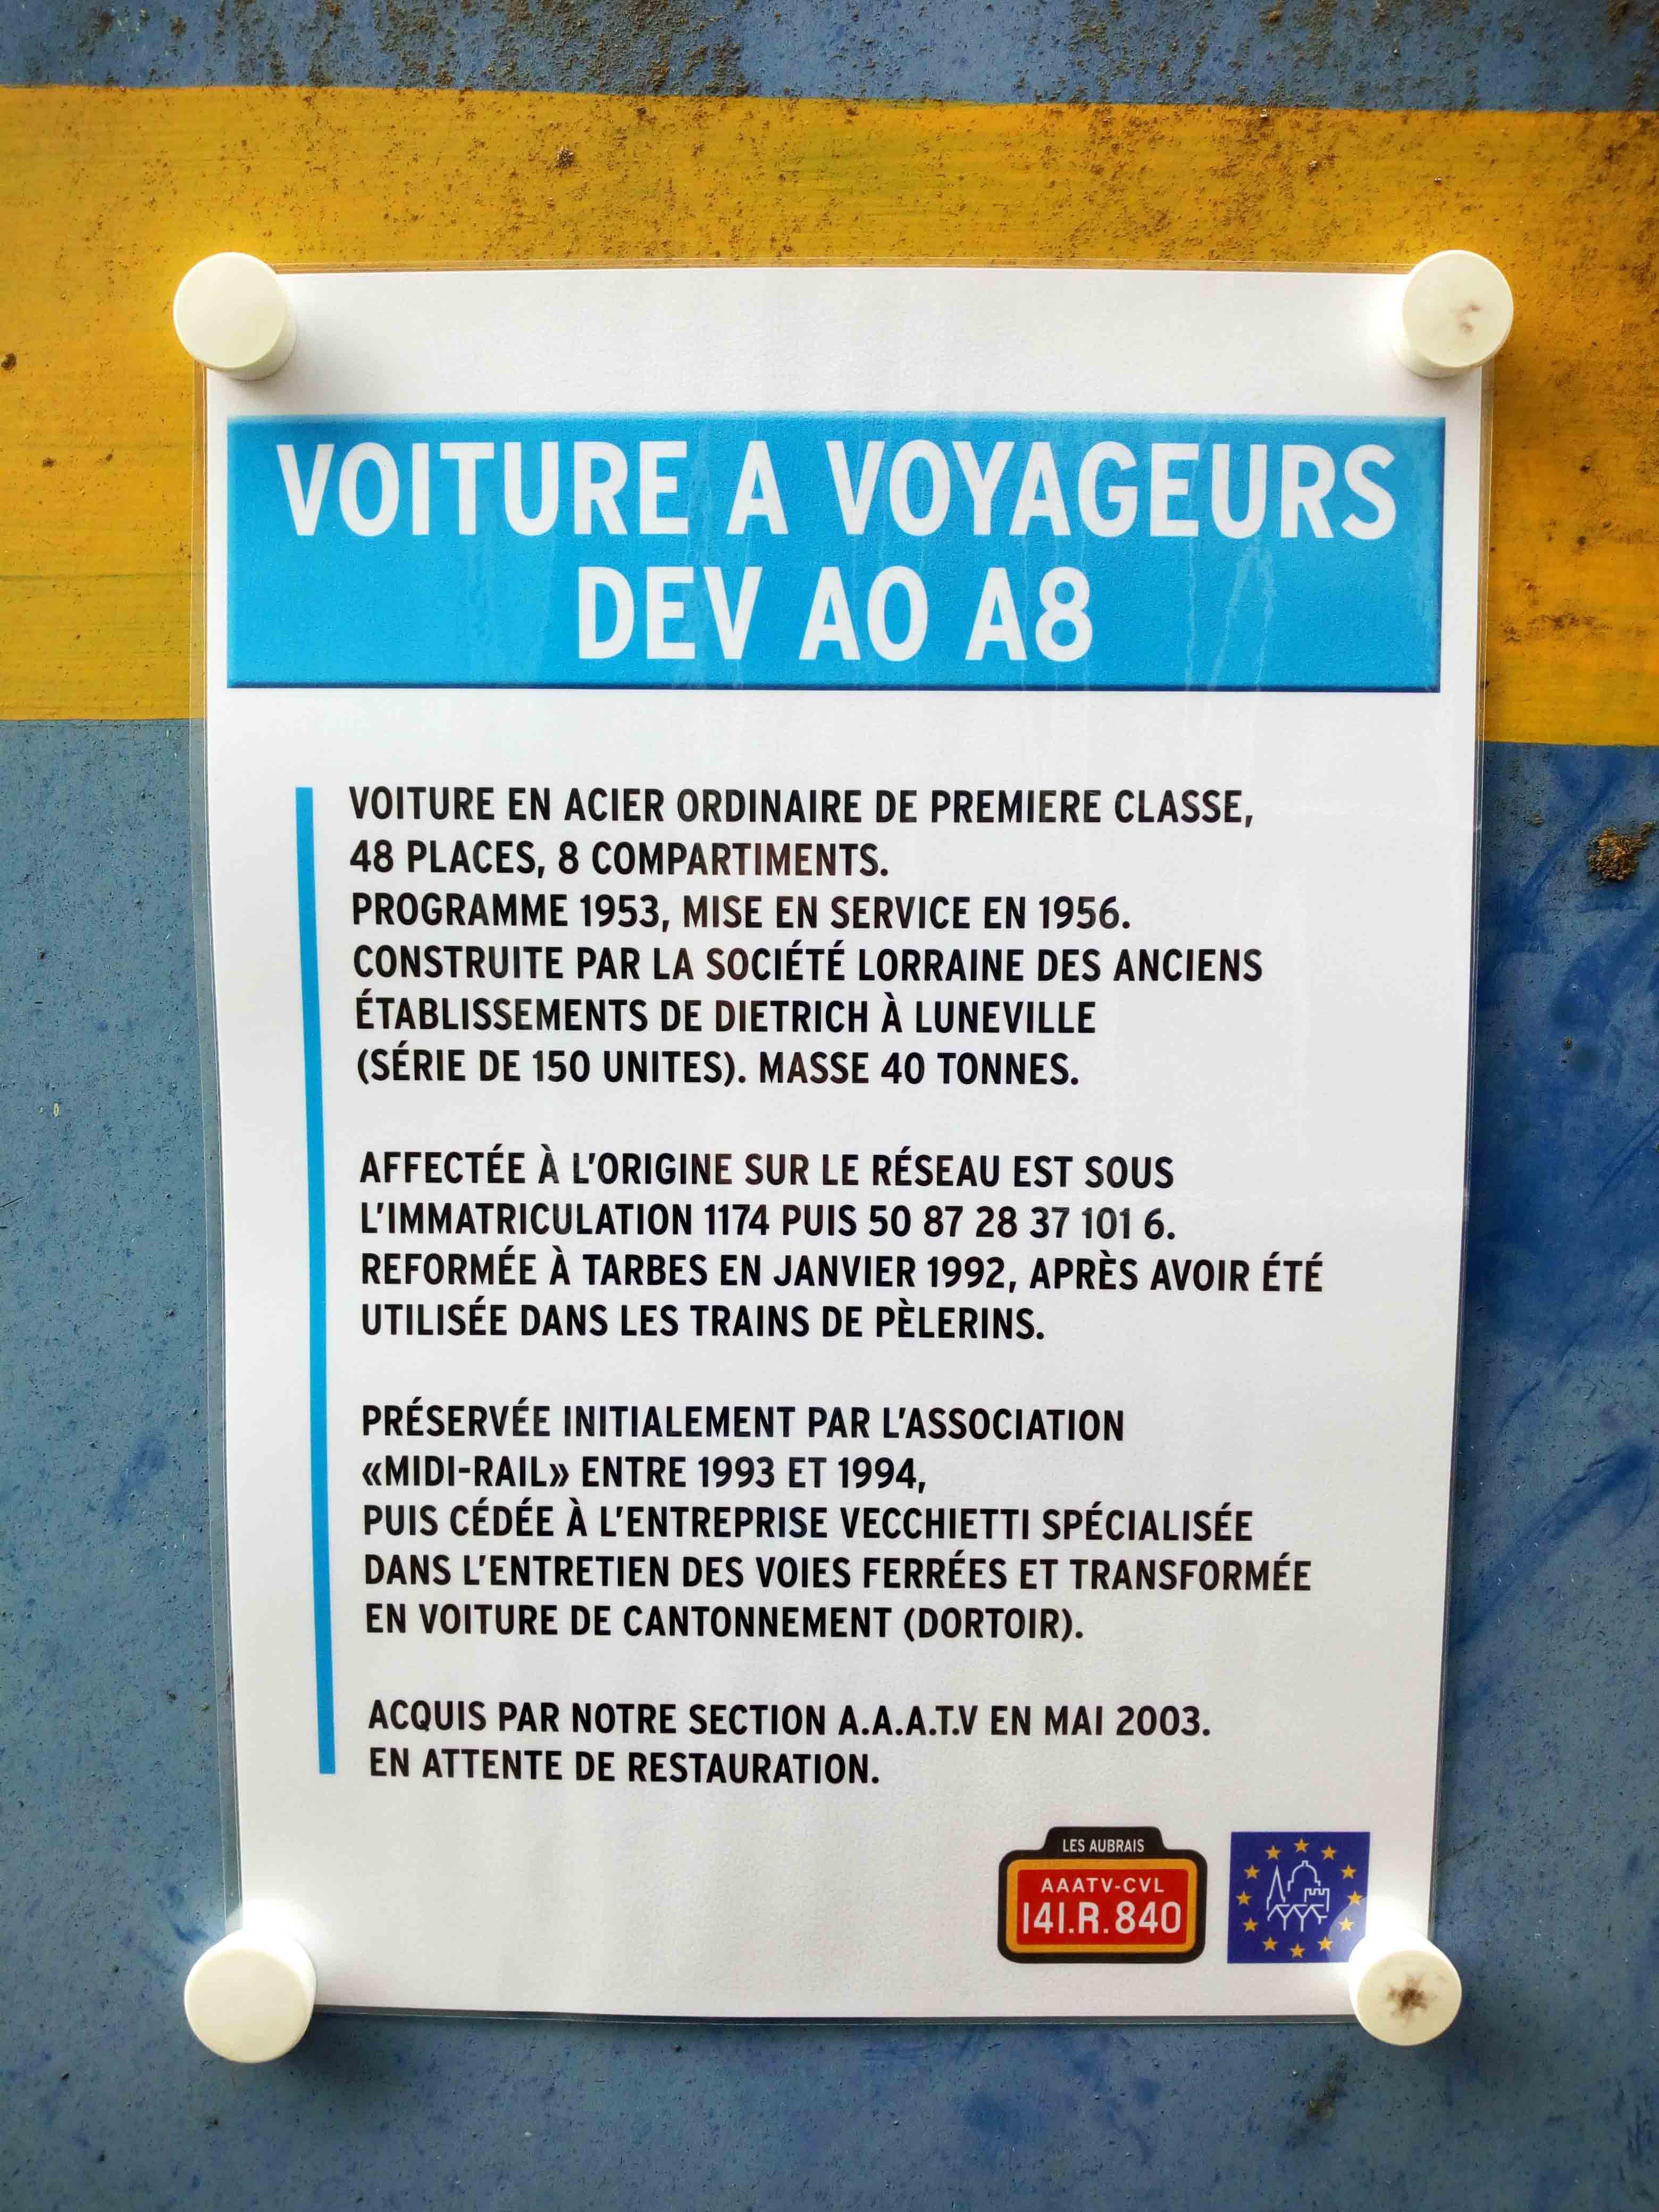 VOITURE A VOYAGEURS
DEV AO A8
VOITURE EN ACIER ORDINAIRE DE PREMIERE CLASSE,
48 PLACES, 8 COMPARTIMENTS.
PROGRAMME 1953, MISE EN SERVICE EN 1956.
CONSTRUITE PAR LA SOCIÉTÉ LORRAINE DES ANCIENS
ÉTABLISSEMENTS DE DIETRICH À LUNEVILLE
(SÉRIE DE 150 UNITES). MASSE 40 TONNES.
AFFECTÉE À L'ORIGINE SUR LE RÉSEAU EST SOUS
L'IMMATRICULATION 1174 PUIS 50 87 28 37 101 6.
REFORMÉE À TARBES EN JANVIER 1992, APRÈS AVOIR ÉTÉ
UTILISÉE DANS LES TRAINS DE PÈLERINS.
PRÉSERVÉE INITIALEMENT PAR L'ASSOCIATION
«MIDI-RAIL» ENTRE 1993 ET 1994,
PUIS CÉDÉE À L'ENTREPRISE VECCHIETTI SPÉCIALISÉE
DANS L'ENTRETIEN DES VOIES FERRÉES ET TRANSFORMÉE
EN VOITURE DE CANTONNEMENT (DORTOIR).
ACQUIS PAR NOTRE SECTION A.A.A.T.V EN MAI 2003.
EN ATTENTE DE RESTAURATION.
LES AUBRAIS
AAATV-CVL
141.R.840